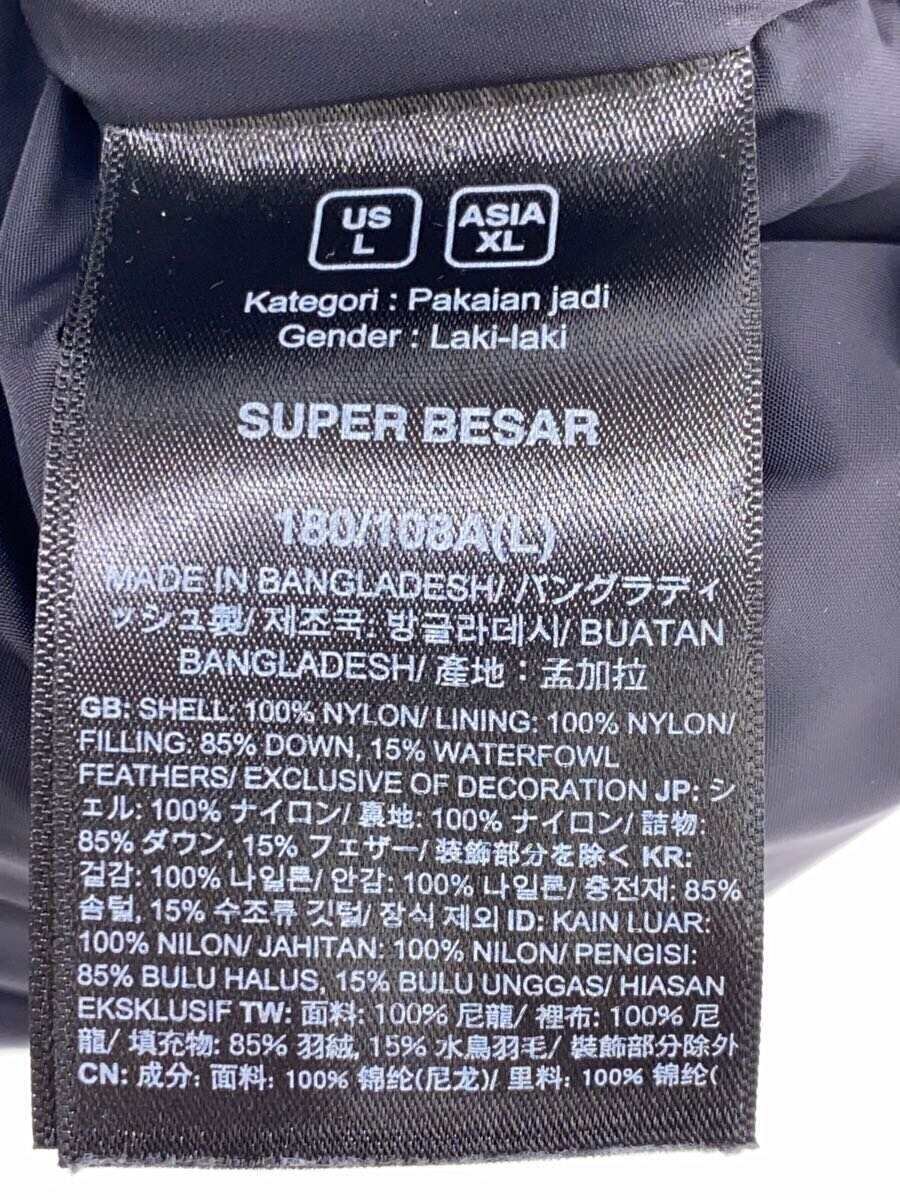 US
L
ASIA
XL
Kategori : Pakaian jadi
Gender : Laki-laki
SUPER BESAR
180/108A(L)
MADE IN BANGLADESH/ バングラディ
ッシュ製/ 제조국: 방글라데시/ BUATAN
BANGLADESH/ 產地：孟加拉
GB: SHELL: 100% NYLON/ LINING: 100% NYLON/
FILLING: 85% DOWN, 15% WATERFOWL
FEATHERS/ EXCLUSIVE OF DECORATION JP: シ
ェル: 100% ナイロン/ 裏地: 100% ナイロン/ 詰物:
85% ダウン, 15% フェザー/ 装飾部分を除く KR:
겉감: 100% 나일론/ 안감: 100% 나일론/ 충전재: 85%
솜털, 15% 수조류 깃털/ 장식 제외 ID: KAIN LUAR:
100% NILON/ JAHITAN: 100% NILON/ PENGISI:
85% BULU HALUS, 15% BULU UNGGAS/ HIASAN
EKSKLUSIF TW: 面料: 100% 尼龍/ 裡布: 100% 尼
龍/ 填充物: 85% 羽絨, 15% 水鳥羽毛/ 裝飾部分除外
CN: 成分: 面料: 100% 锦纶(尼龙)/ 里料: 100% 锦纶(